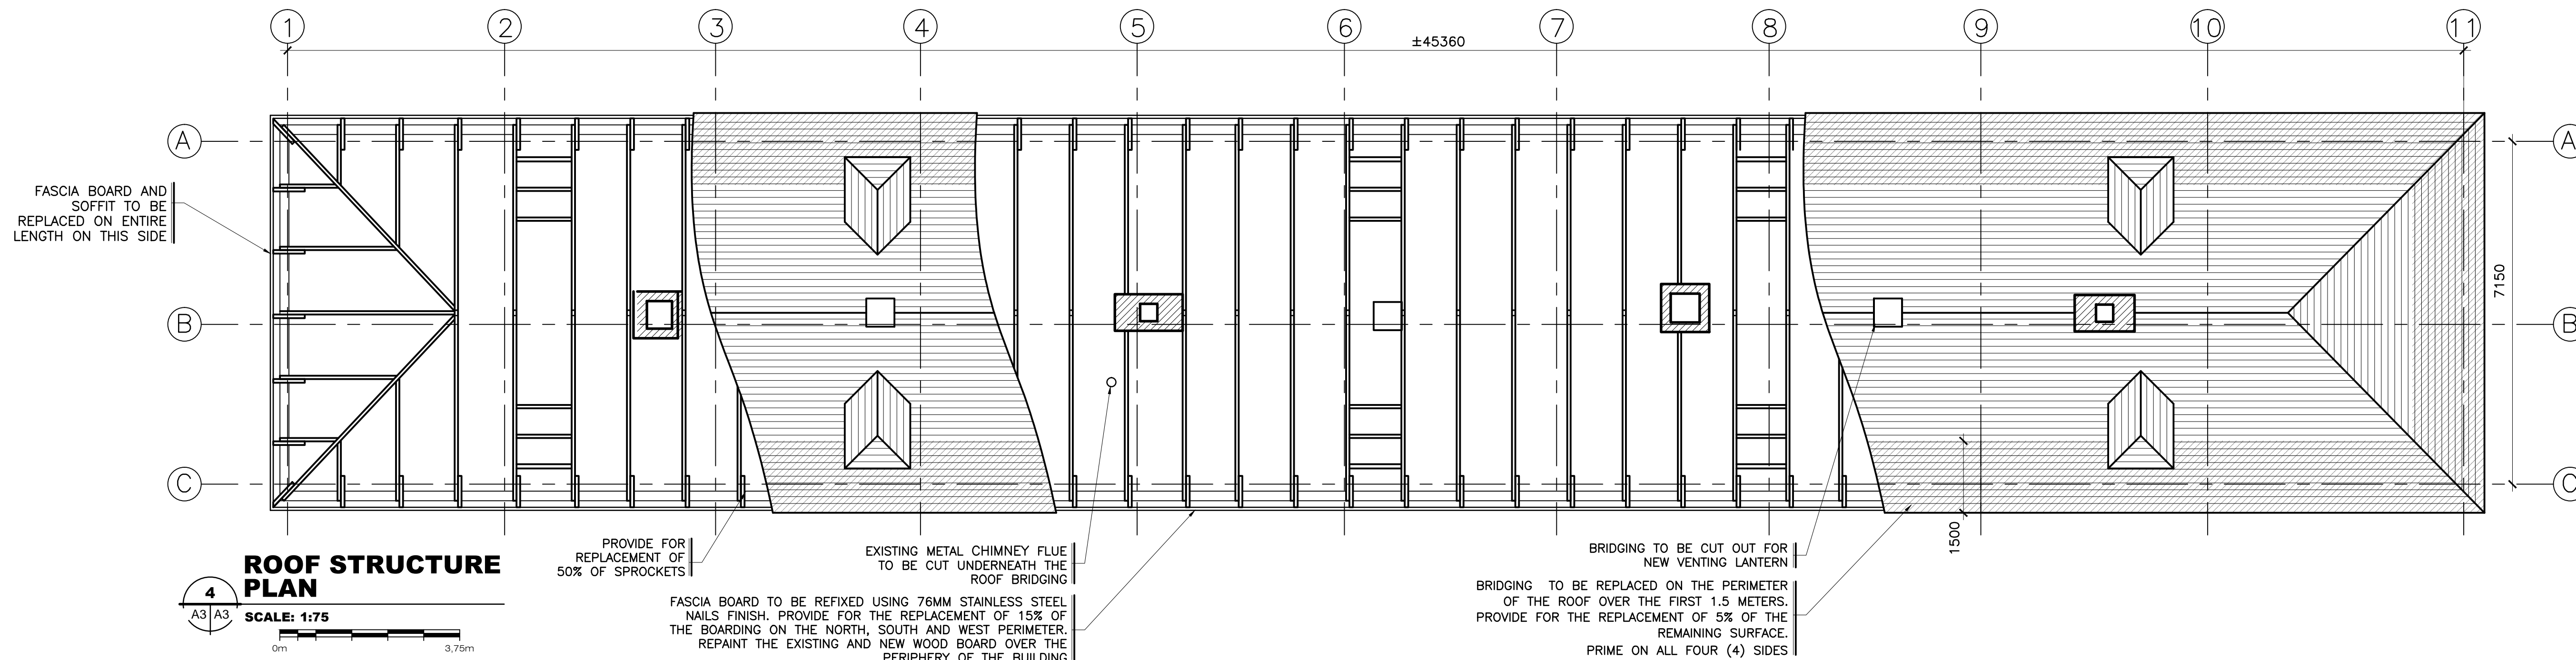 1 2 3 4 5 6 7 8 9 10 11
±45360
A A
FASCIA BOARD AND
SOFFIT TO BE
REPLACED ON ENTIRE
LENGTH ON THIS SIDE
7150
B B
C C
1500
ROOF STRUCTURE
PLAN
4
A3 A3
SCALE: 1:75
0m 3,75m
PROVIDE FOR
REPLACEMENT OF
50% OF SPROCKETS
EXISTING METAL CHIMNEY FLUE
TO BE CUT UNDERNEATH THE
ROOF BRIDGING
FASCIA BOARD TO BE REFIXED USING 76MM STAINLESS STEEL
NAILS FINISH. PROVIDE FOR THE REPLACEMENT OF 15% OF
THE BOARDING ON THE NORTH, SOUTH AND WEST PERIMETER.
REPAINT THE EXISTING AND NEW WOOD BOARD OVER THE
PERIPHERY OF THE BUILDING
BRIDGING TO BE CUT OUT FOR
NEW VENTING LANTERN
BRIDGING TO BE REPLACED ON THE PERIMETER
OF THE ROOF OVER THE FIRST 1.5 METERS.
PROVIDE FOR THE REPLACEMENT OF 5% OF THE
REMAINING SURFACE.
PRIME ON ALL FOUR (4) SIDES